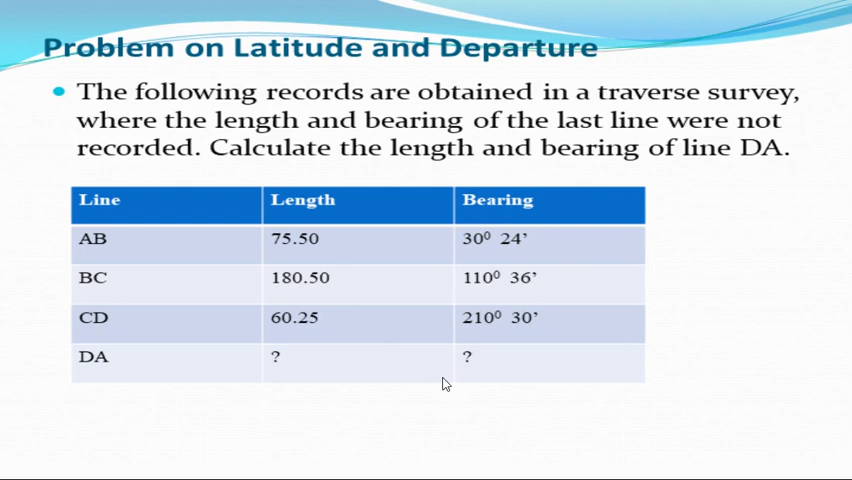 Problem on Latitude and Departure
• The following records are obtained in a traverse survey,
where the length and bearing of the last line were not
recorded. Calculate the length and bearing of line DA.
Line Length Bearing
AB 75.50 30⁰ 24’
BC 180.50 110⁰ 36’
CD 60.25 210⁰ 30’
DA ? ?